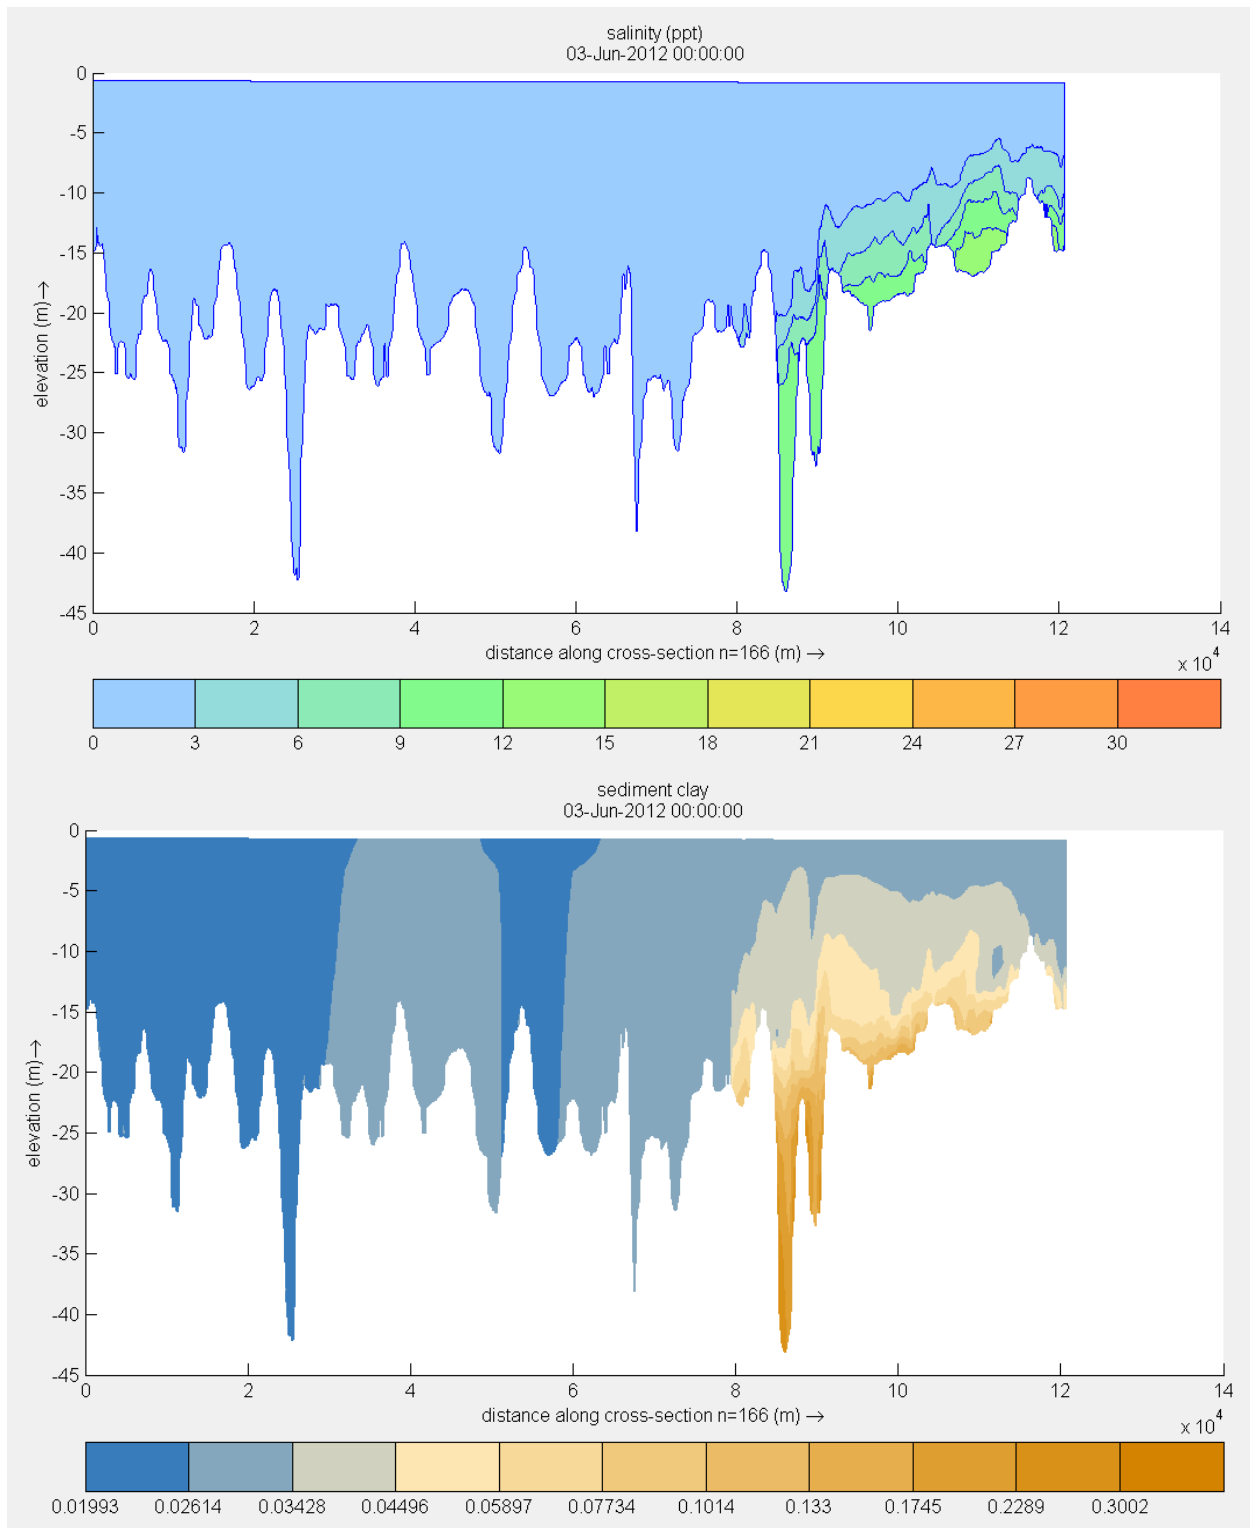 salinity (ppt)
03-Jun-2012 00:00:00
0
-5
-10
-15
-20
-25
-30
-35
-40
-45
elevation (m)→
0 2 4 6 8 10 12 14
distance along cross-section n=166 (m) →
x 10^4
0 3 6 9 12 15 18 21 24 27 30
sediment clay
03-Jun-2012 00:00:00
0
-5
-10
-15
-20
-25
-30
-35
-40
-45
elevation (m)→
0 2 4 6 8 10 12 14
distance along cross-section n=166 (m) →
x 10^4
0.01993 0.02614 0.03428 0.04496 0.05897 0.07734 0.1014 0.133 0.1745 0.2289 0.3002